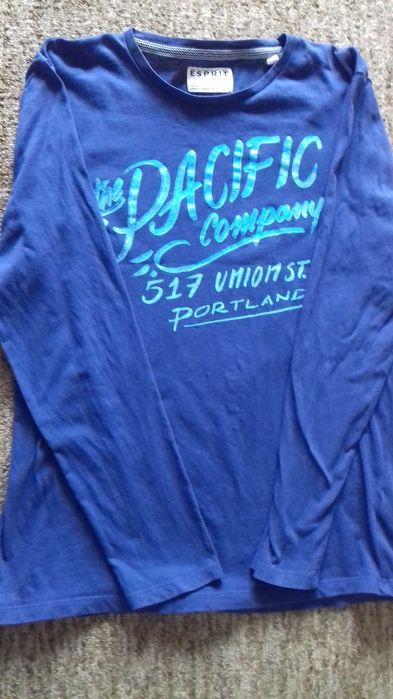 ESPRIT
the
PACIFIC
Company
517 UNION ST.
PORTLAND